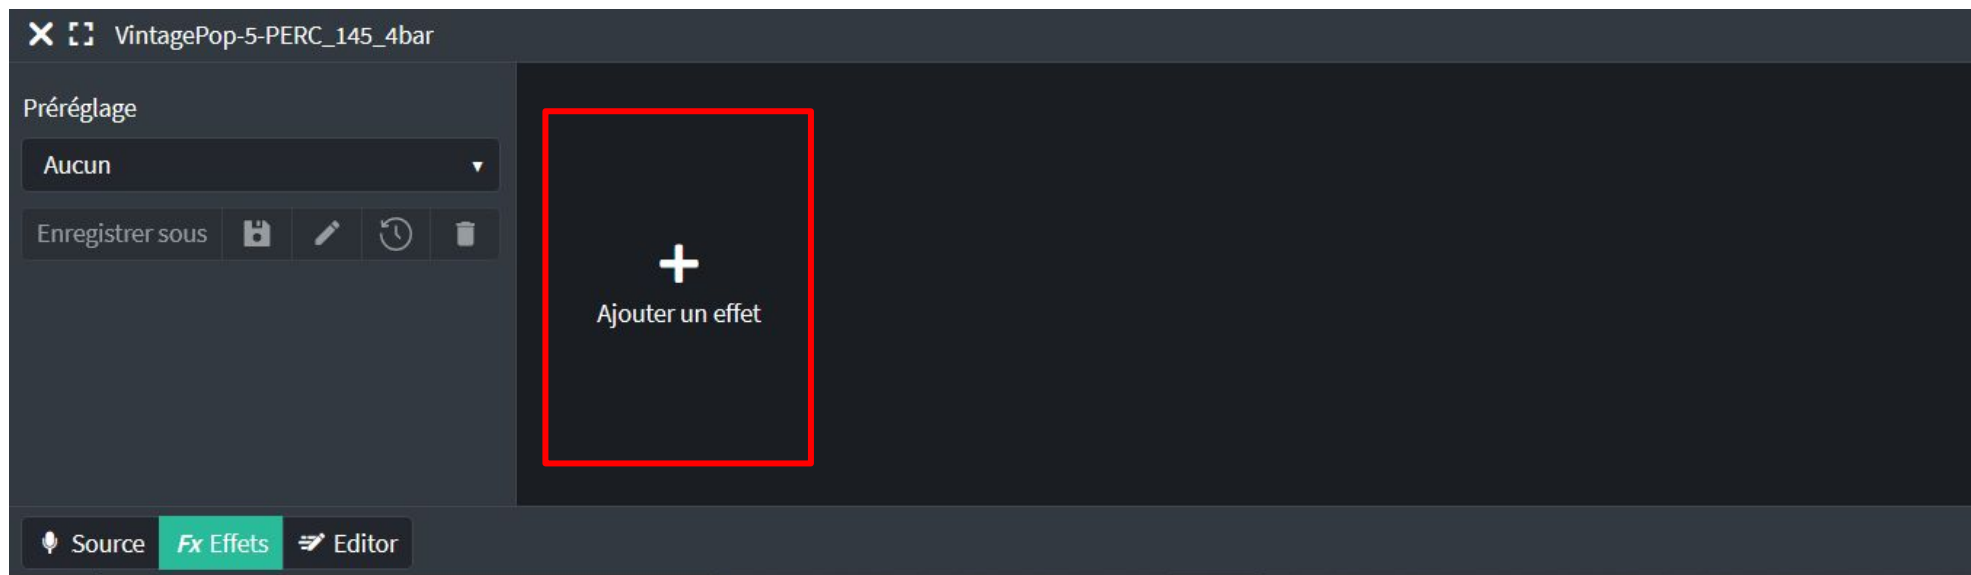 VintagePop-5-PERC_145_4bar
Préréglage
Aucun
Enregistrer sous
Ajouter un effet
Source Fx Effets Editor